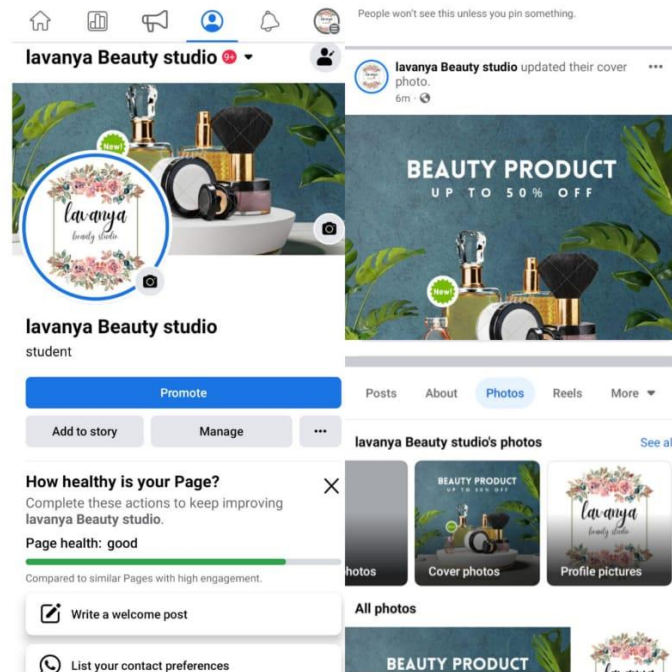 lavanya Beauty studio 9+
New!
lavanya
beauty studio
lavanya Beauty studio
student
Promote
Add to story
Manage
...
How healthy is your Page?
Complete these actions to keep improving
lavanya Beauty studio.
Page health: good
Compared to similar Pages with high engagement.
Write a welcome post
List your contact preferences
People won't see this unless you pin something.
lavanya Beauty studio updated their cover
photo.
6m
BEAUTY PRODUCT
UP TO 50% OFF
New!
Posts
About
Photos
Reels
More
lavanya Beauty studio's photos
See al
hotos
BEAUTY PRODUCT
UP TO 50% OFF
Cover photos
lavanya
beauty studio
Profile pictures
All photos
BEAUTY PRODUCT
lavanya